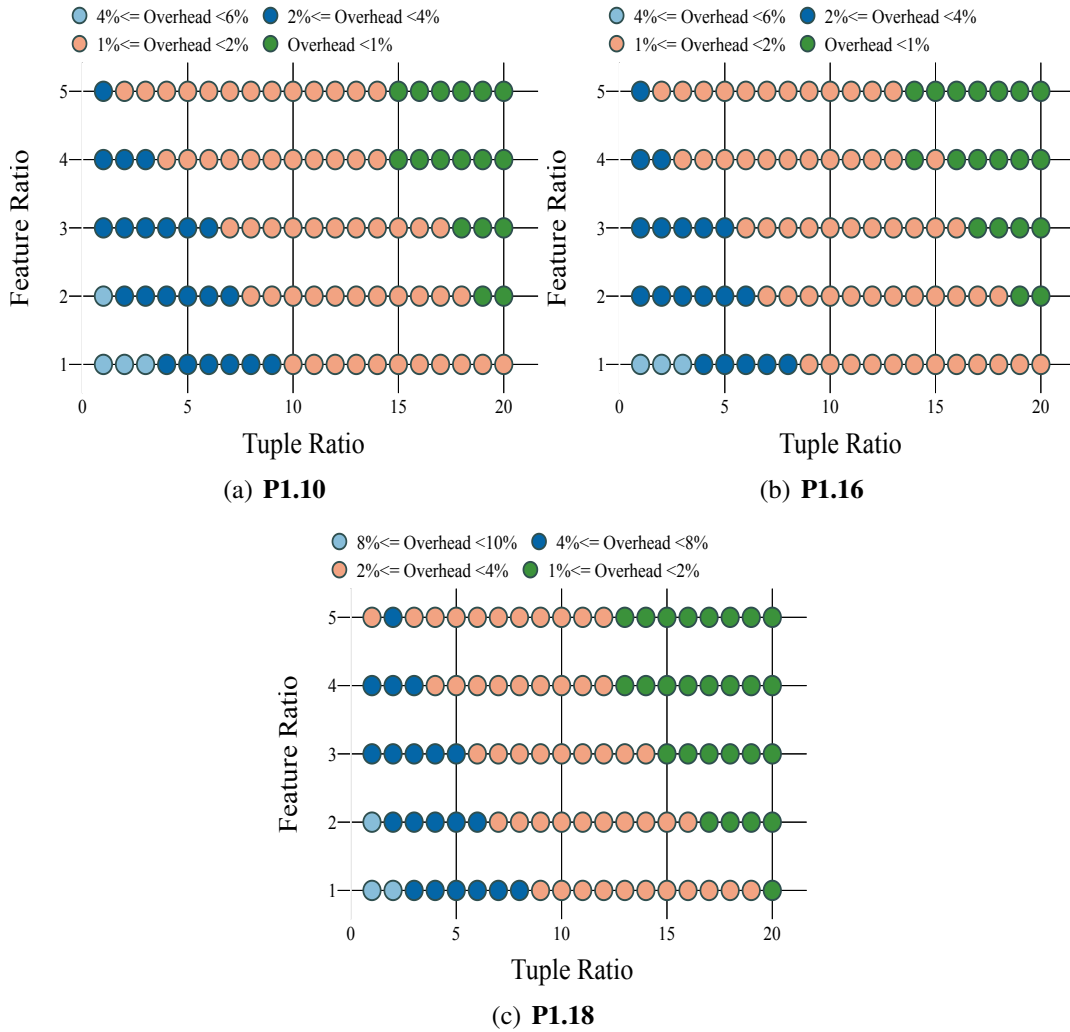 4%<= Overhead <6% 2%<= Overhead <4%
1%<= Overhead <2% Overhead <1%
Feature Ratio
5
4
3
2
1
0 5 10 15 20
Tuple Ratio
(a) P1.10
4%<= Overhead <6% 2%<= Overhead <4%
1%<= Overhead <2% Overhead <1%
Feature Ratio
5
4
3
2
1
0 5 10 15 20
Tuple Ratio
(b) P1.16
8%<= Overhead <10% 4%<= Overhead <8%
2%<= Overhead <4% 1%<= Overhead <2%
Feature Ratio
5
4
3
2
1
0 5 10 15 20
Tuple Ratio
(c) P1.18